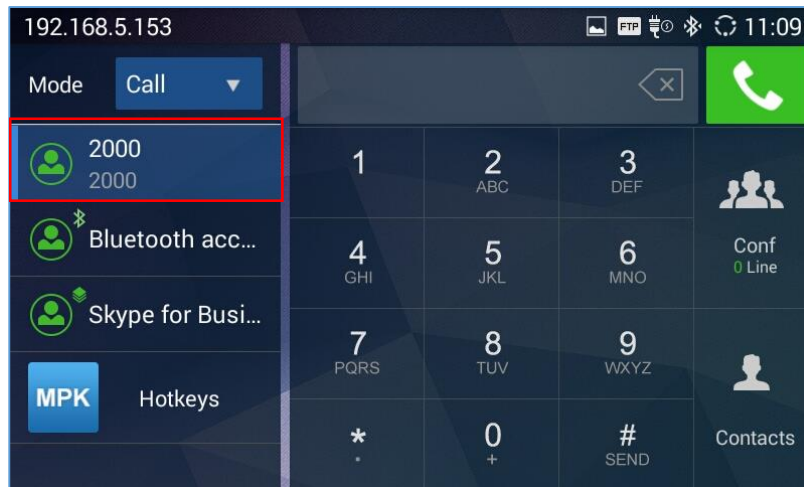 192.168.5.153
FTP
11:09
Mode
Call
2000
2000
Bluetooth acc...
Skype for Busi...
MPK
Hotkeys
1
2
ABC
3
DEF
4
GHI
5
JKL
6
MNO
7
PQRS
8
TUV
9
WXYZ
*
0
+
#
SEND
Conf
0 Line
Contacts